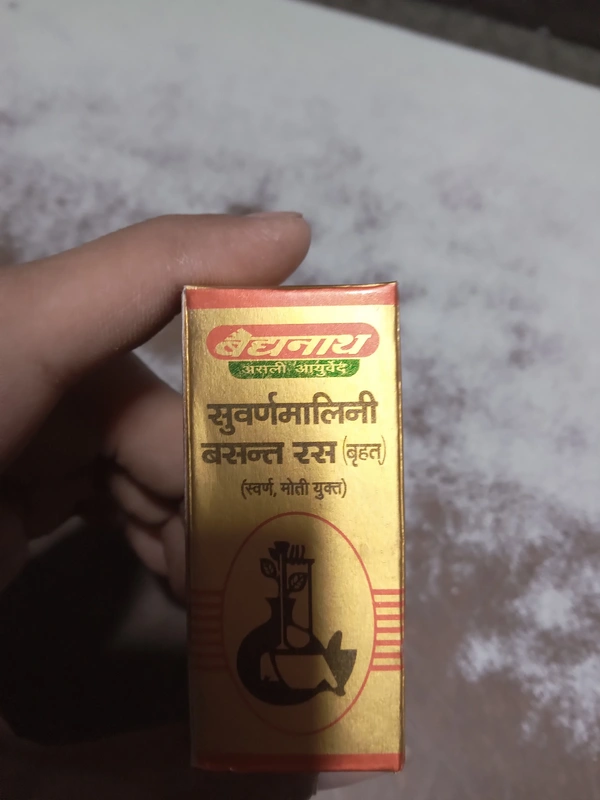 बैद्यनाथ
असली आयुर्वेद
सुवर्णमालिनी
बसन्त रस (बृहत्)
(स्वर्ण, मोती युक्त)